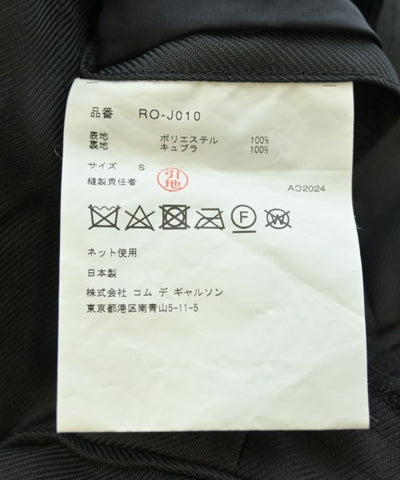 品番 RO-J010
表地 ポリエステル 100%
裏地 キュプラ 100%
サイズ S
縫製責任者 引地 AD2024
F W
ネット使用
日本製
株式会社 コム デ ギャルソン
東京都港区南青山5-11-5